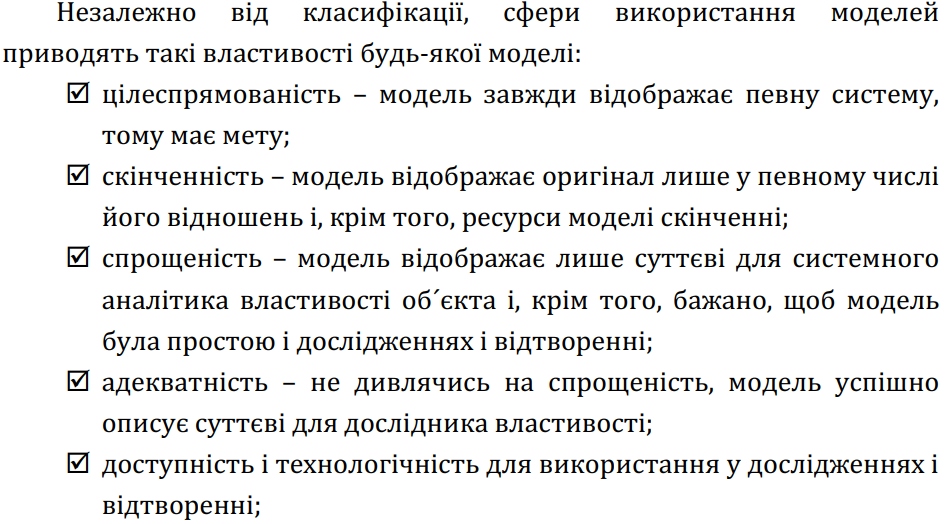 Незалежно від класифікації, сфери використання моделей
приводять такі властивості будь-якої моделі:
☑ цілеспрямованість – модель завжди відображає певну систему,
тому має мету;
☑ скінченність – модель відображає оригінал лише у певному числі
його відношень і, крім того, ресурси моделі скінченні;
☑ спрощеність – модель відображає лише суттєві для системного
аналітика властивості об´єкта і, крім того, бажано, щоб модель
була простою і дослідженнях і відтворенні;
☑ адекватність – не дивлячись на спрощеність, модель успішно
описує суттєві для дослідника властивості;
☑ доступність і технологічність для використання у дослідженнях і
відтворенні;